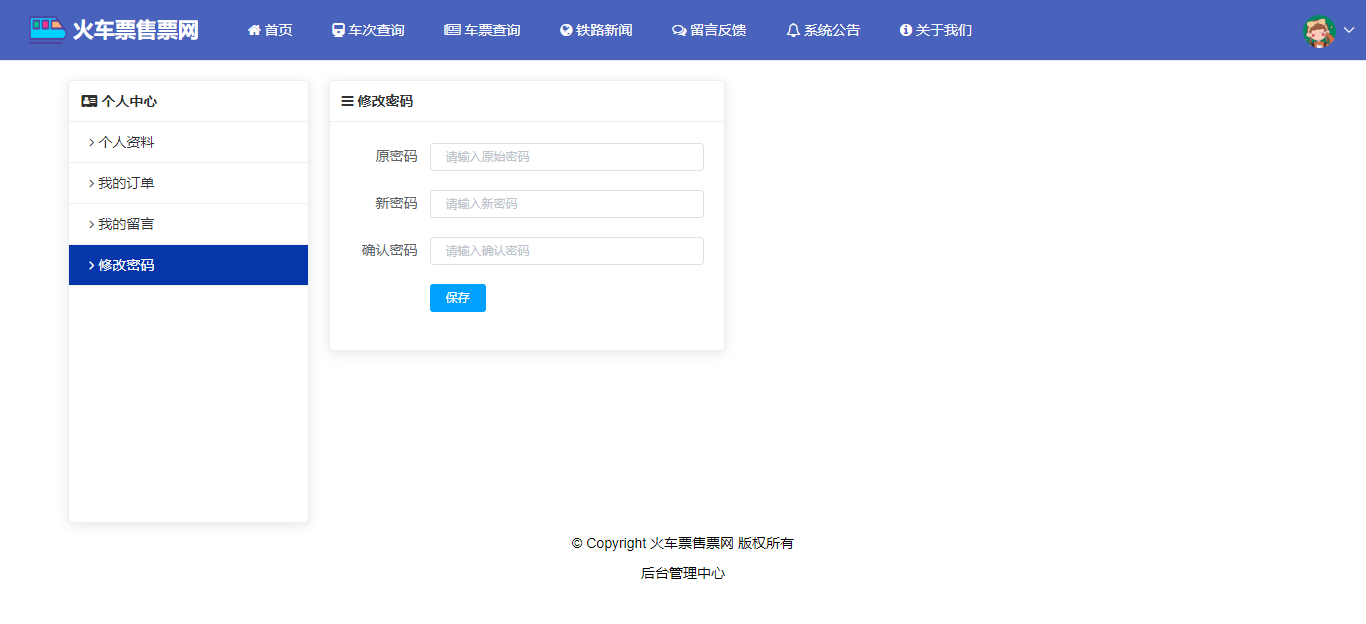 火车票售票网 首页 车次查询 车票查询 铁路新闻 留言反馈 系统公告 关于我们
个人中心
个人资料
我的订单
我的留言
修改密码
修改密码
原密码 请输入原始密码
新密码 请输入新密码
确认密码 请输入确认密码
保存
© Copyright 火车票售票网 版权所有
后台管理中心